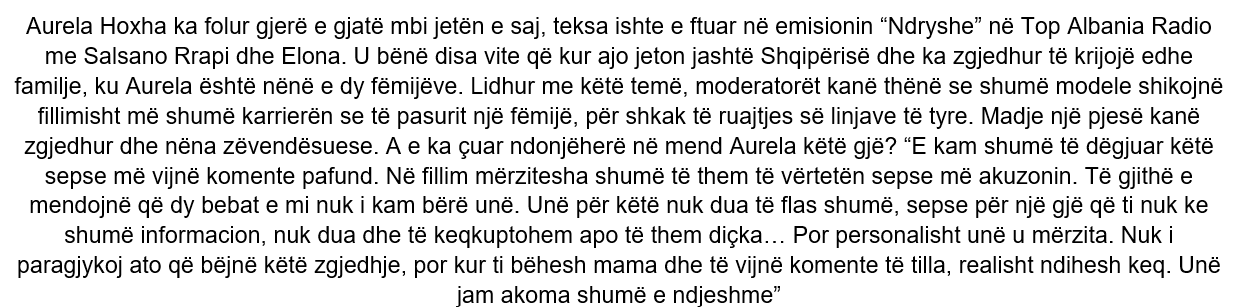 Aurela Hoxha ka folur gjerë e gjatë mbi jetën e saj, teksa ishte e ftuar në emisionin “Ndryshe” në Top Albania Radio
me Salsano Rrapi dhe Elona. U bënë disa vite që kur ajo jeton jashtë Shqipërisë dhe ka zgjedhur të krijojë edhe
familje, ku Aurela është nënë e dy fëmijëve. Lidhur me këtë temë, moderatorët kanë thënë se shumë modele shikojnë
fillimisht më shumë karrierën se të pasurit një fëmijë, për shkak të ruajtjes së linjave të tyre. Madje një pjesë kanë
zgjedhur dhe nëna zëvendësuese. A e ka çuar ndonjëherë në mend Aurela këtë gjë? “E kam shumë të dëgjuar këtë
sepse më vijnë komente pafund. Në fillim mërzitesha shumë të them të vërtetën sepse më akuzonin. Të gjithë e
mendojnë që dy bebat e mi nuk i kam bërë unë. Unë për këtë nuk dua të flas shumë, sepse për një gjë që ti nuk ke
shumë informacion, nuk dua dhe të keqkuptohem apo të them diçka… Por personalisht unë u mërzita. Nuk i
paragjykoj ato që bëjnë këtë zgjedhje, por kur ti bëhesh mama dhe të vijnë komente të tilla, realisht ndihesh keq. Unë
jam akoma shumë e ndjeshme”